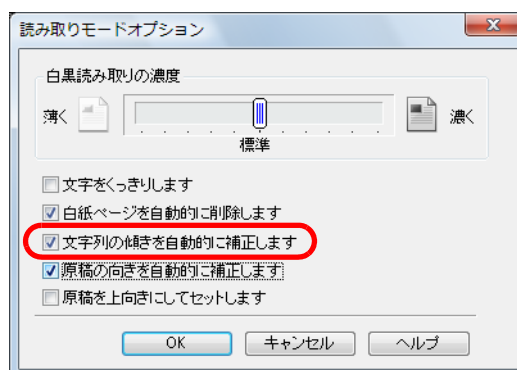 読み取りモードオプション
白黒読み取りの濃度
薄く 濃く
標準
文字をくっきりします
白紙ページを自動的に削除します
文字列の傾きを自動的に補正します
原稿の向きを自動的に補正します
原稿を上向きにしてセットします
OK キャンセル ヘルプ